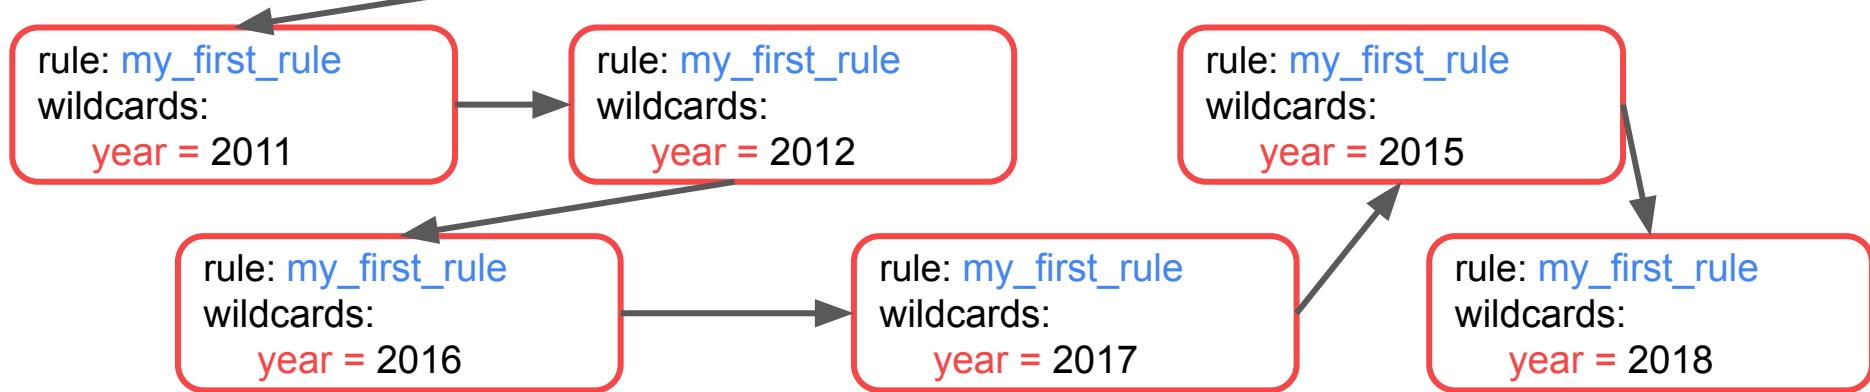 rule: my_first_rule
wildcards:
year = 2011
rule: my_first_rule
wildcards:
year = 2012
rule: my_first_rule
wildcards:
year = 2015
rule: my_first_rule
wildcards:
year = 2016
rule: my_first_rule
wildcards:
year = 2017
rule: my_first_rule
wildcards:
year = 2018